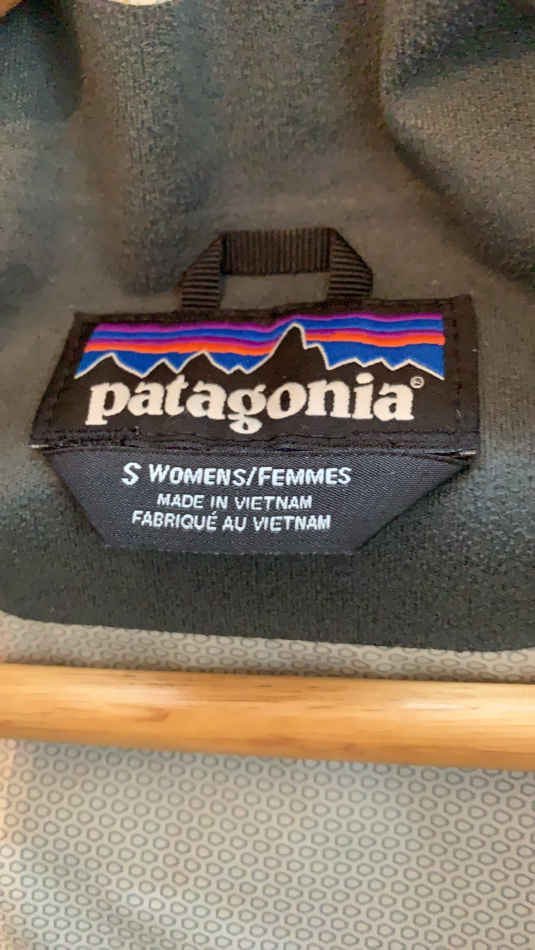 patagonia®
S WOMENS/FEMMES
MADE IN VIETNAM
FABRIQUÉ AU VIETNAM